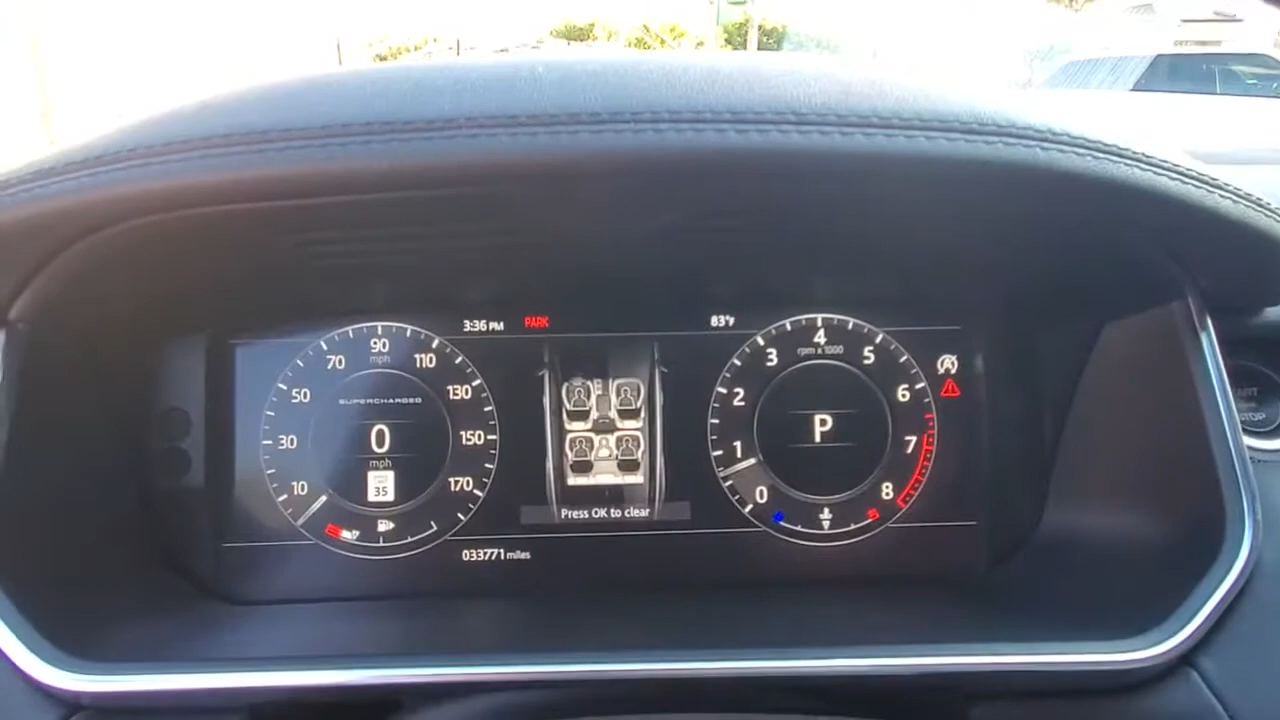 3:36 PM PARK 83°F
90
mph
70 110
50 130
SUPERCHARGED
30 0 150
mph
10 170
35
4
rpm x 1000
3 5
2 6
1 P 7
0 8
Press OK to clear
033771 miles